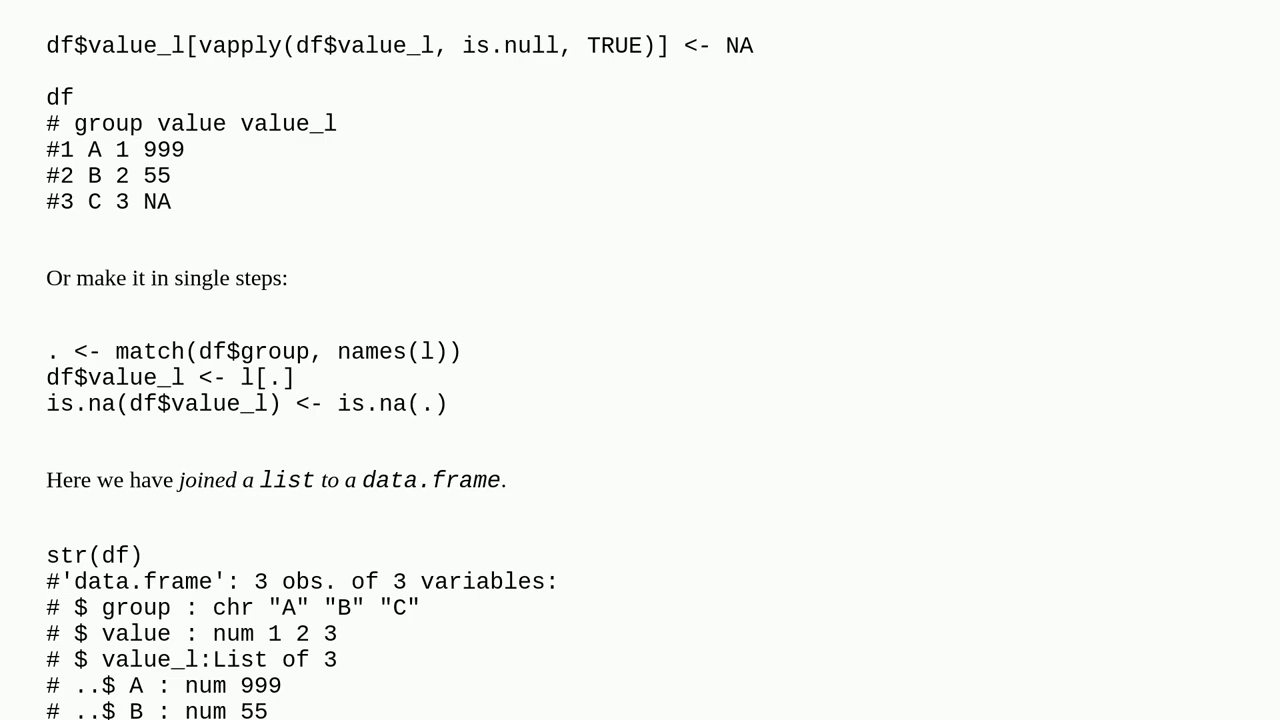 df$value_l[vapply(df$value_l, is.null, TRUE)] <- NA
df
# group value value_l
#1 A 1 999
#2 B 2 55
#3 C 3 NA
Or make it in single steps:
. <- match(df$group, names(l))
df$value_l <- l[.]
is.na(df$value_l) <- is.na(.)
Here we have joined a list to a data.frame.
str(df)
#'data.frame': 3 obs. of 3 variables:
# $ group : chr "A" "B" "C"
# $ value : num 1 2 3
# $ value_l:List of 3
# ..$ A : num 999
# ..$ B : num 55